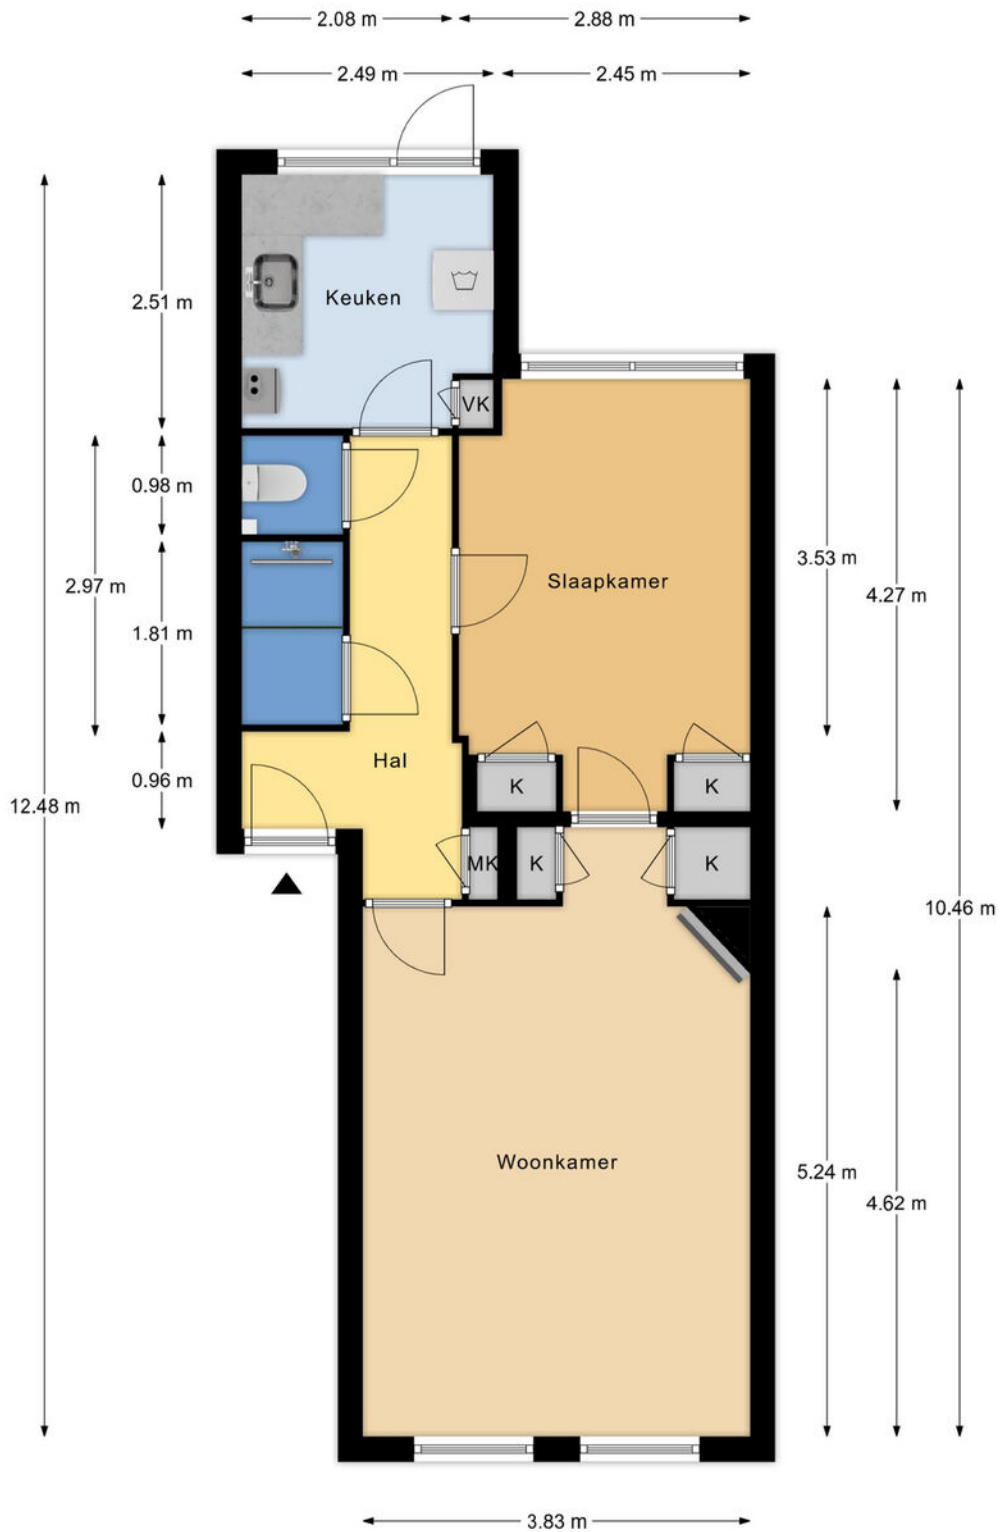 2.08 m 2.88 m
2.49 m 2.45 m
Keuken
2.51 m
VK
0.98 m
3.53 m
Slaapkamer
2.97 m
4.27 m
1.81 m
Hal
0.96 m
K K
12.48 m
MK K K
10.46 m
Woonkamer
5.24 m
4.62 m
3.83 m